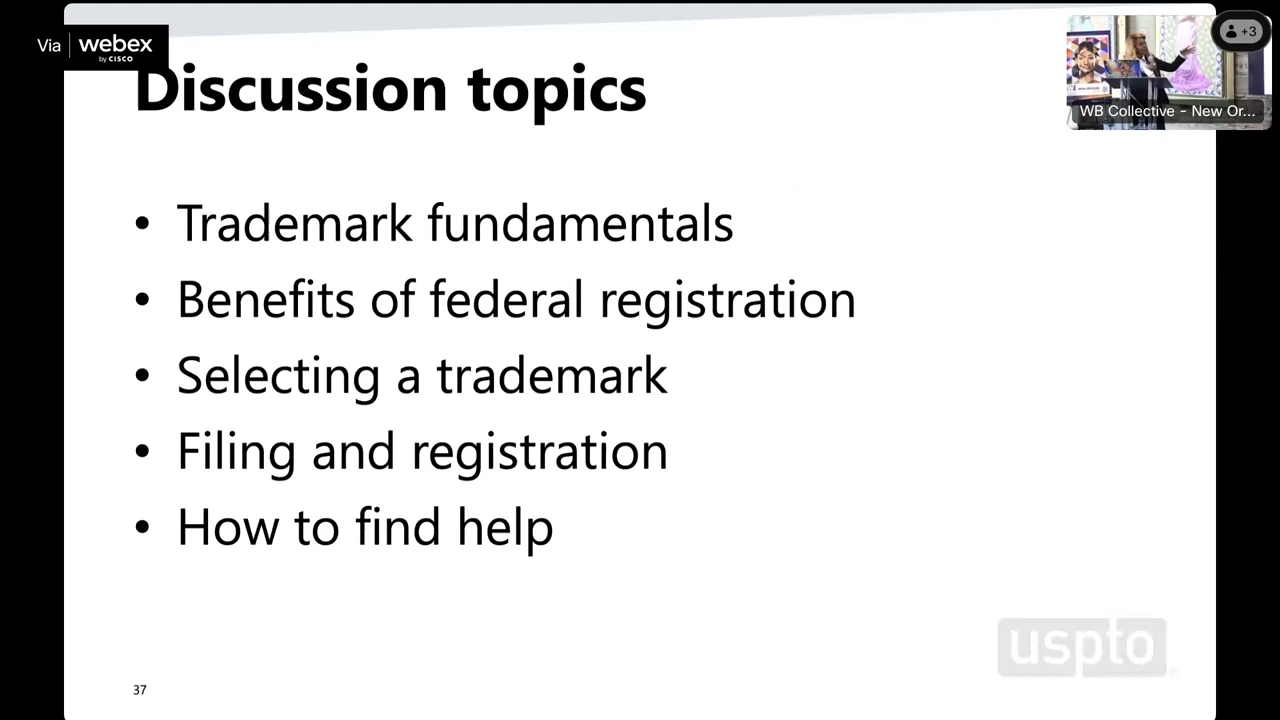 Via webex
by CISCO
Discussion topics
+3
WB Collective - New Or...
• Trademark fundamentals
• Benefits of federal registration
• Selecting a trademark
• Filing and registration
• How to find help
uspto
37